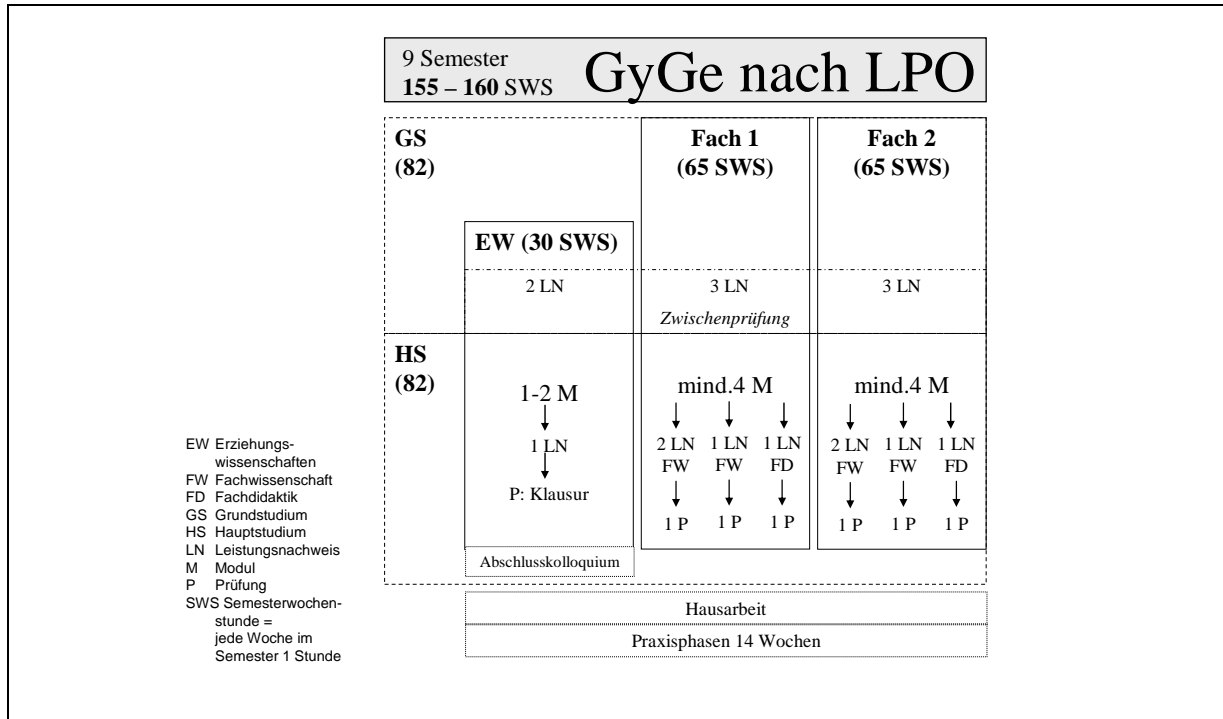 9 Semester
155 – 160 SWS
GyGe nach LPO
GS
(82)
Fach 1
(65 SWS)
Fach 2
(65 SWS)
EW (30 SWS)
2 LN
3 LN
3 LN
Zwischenprüfung
HS
(82)
1-2 M
mind.4 M
mind.4 M
1 LN
2 LN
FW
1 LN
FW
1 LN
FD
2 LN
FW
1 LN
FW
1 LN
FD
P: Klausur
1 P
1 P
1 P
1 P
1 P
1 P
Abschlusskolloquium
Hausarbeit
Praxisphasen 14 Wochen
EW Erziehungs-
wissenschaften
FW Fachwissenschaft
FD Fachdidaktik
GS Grundstudium
HS Hauptstudium
LN Leistungsnachweis
M Modul
P Prüfung
SWS Semesterwochen-
stunde =
jede Woche im
Semester 1 Stunde